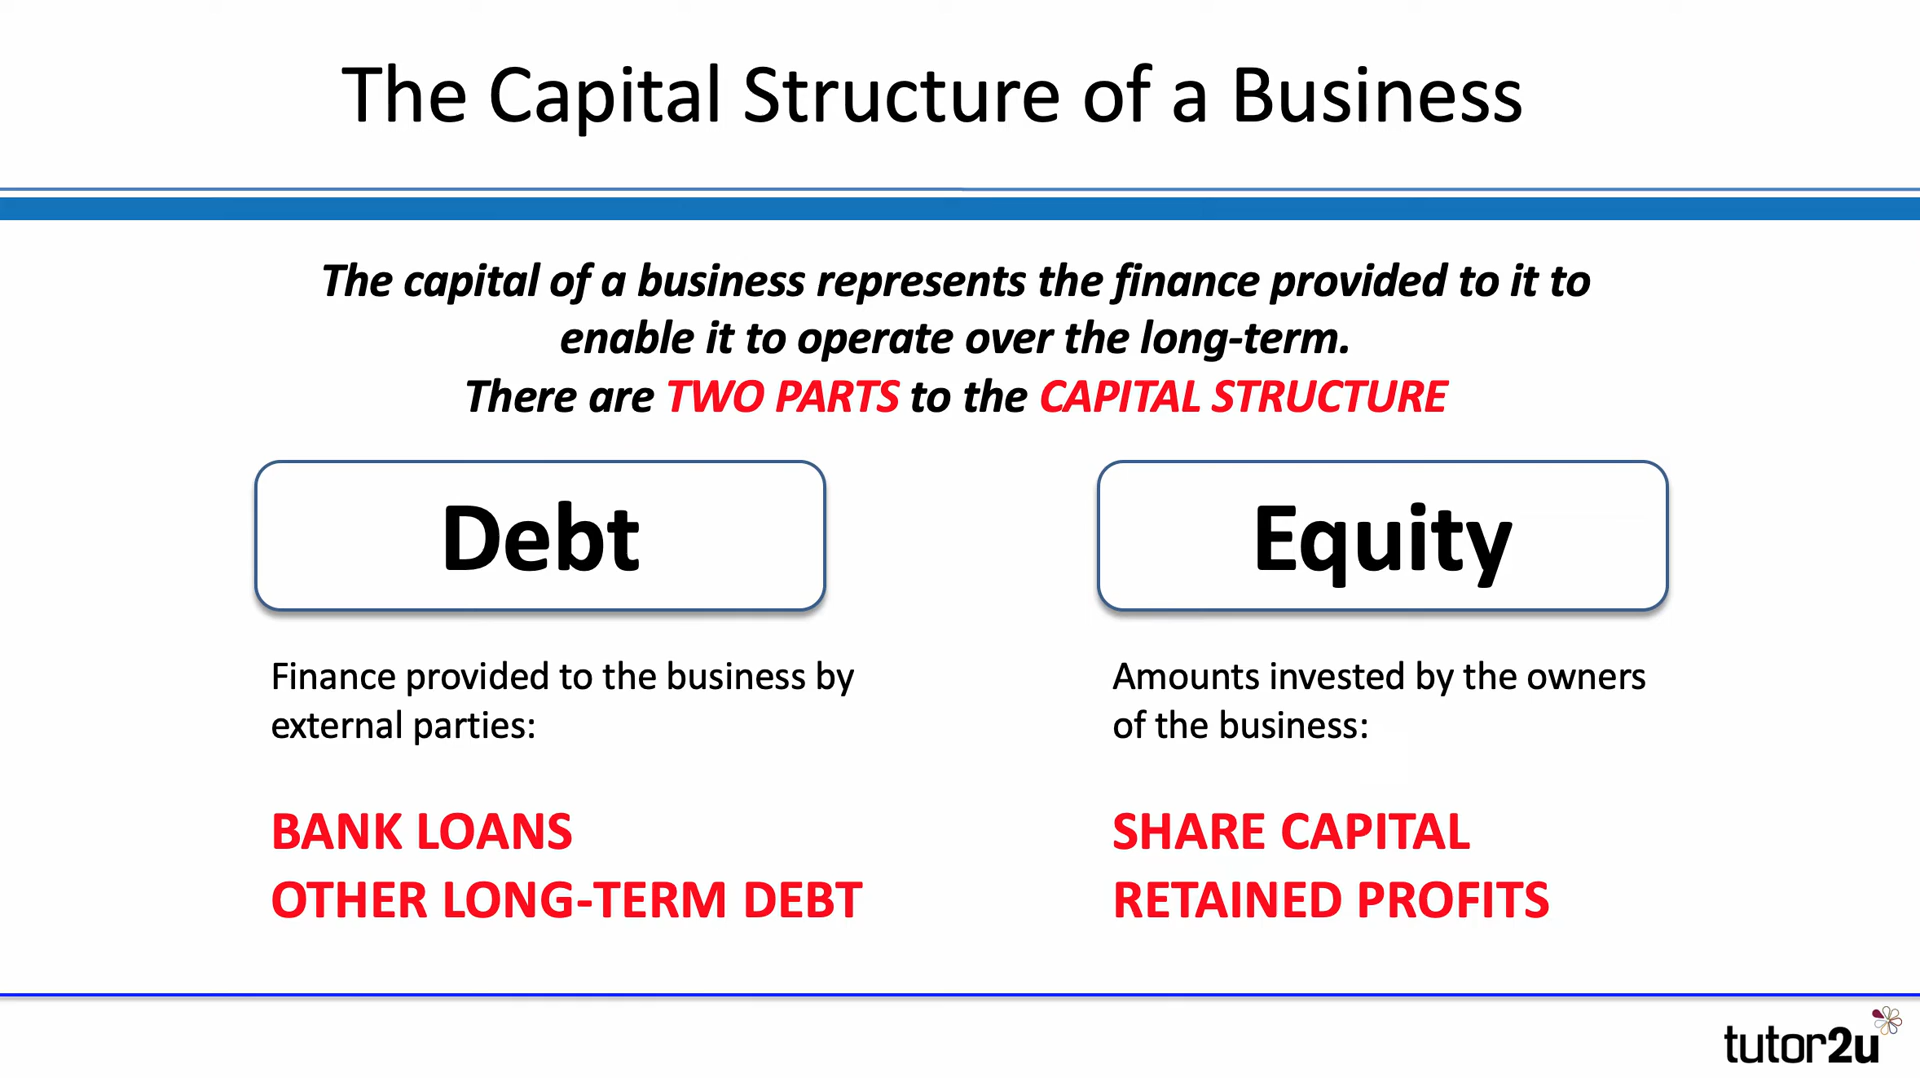 The Capital Structure of a Business
The capital of a business represents the finance provided to it to
enable it to operate over the long-term.
There are TWO PARTS to the CAPITAL STRUCTURE
Debt
Equity
Finance provided to the business by
external parties:
BANK LOANS
OTHER LONG-TERM DEBT
Amounts invested by the owners
of the business:
SHARE CAPITAL
RETAINED PROFITS
tutor2u